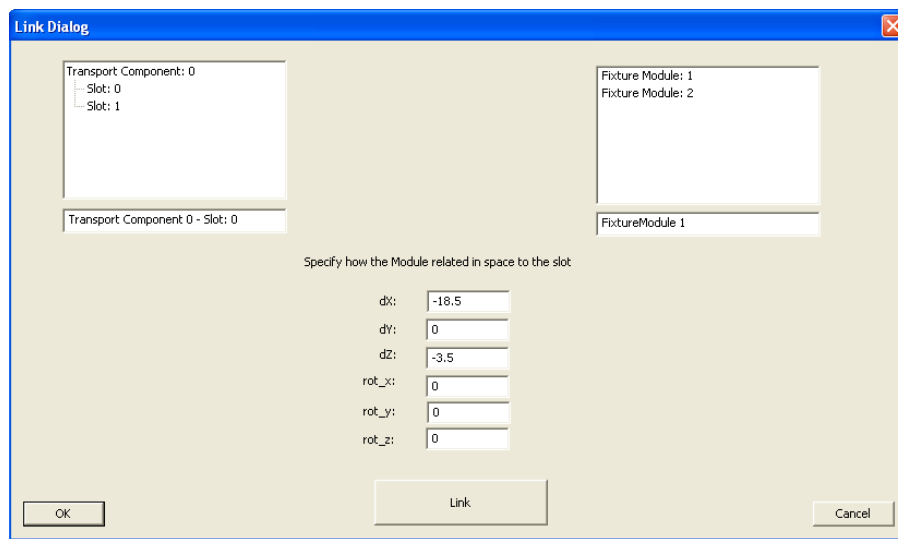 Link Dialog
Transport Component: 0
Slot: 0
Slot: 1
Transport Component 0 - Slot: 0
Fixture Module: 1
Fixture Module: 2
FixtureModule 1
Specify how the Module related in space to the slot
dX: -18.5
dY: 0
dZ: -3.5
rot_x: 0
rot_y: 0
rot_z: 0
OK
Link
Cancel